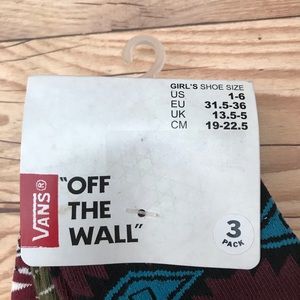 GIRL'S SHOE SIZE
US 1-6
EU 31.5-36
UK 13.5-5
CM 19-22.5
VANS®
"OFF
THE
WALL"
3
PACK